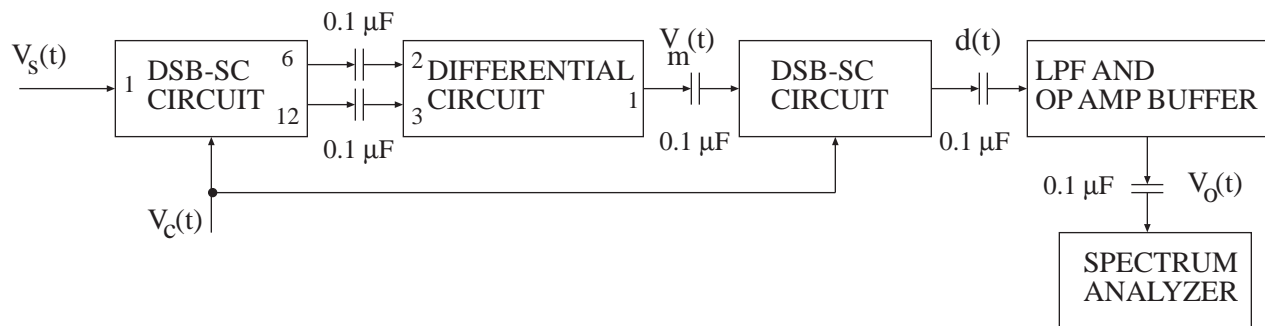 0.1 μF
V_s(t)
1
DSB-SC
CIRCUIT
6
12
0.1 μF
2
3
DIFFERENTIAL
CIRCUIT
1
V_m(t)
0.1 μF
DSB-SC
CIRCUIT
d(t)
0.1 μF
LPF AND
OP AMP BUFFER
V_c(t)
0.1 μF
V_o(t)
SPECTRUM
ANALYZER